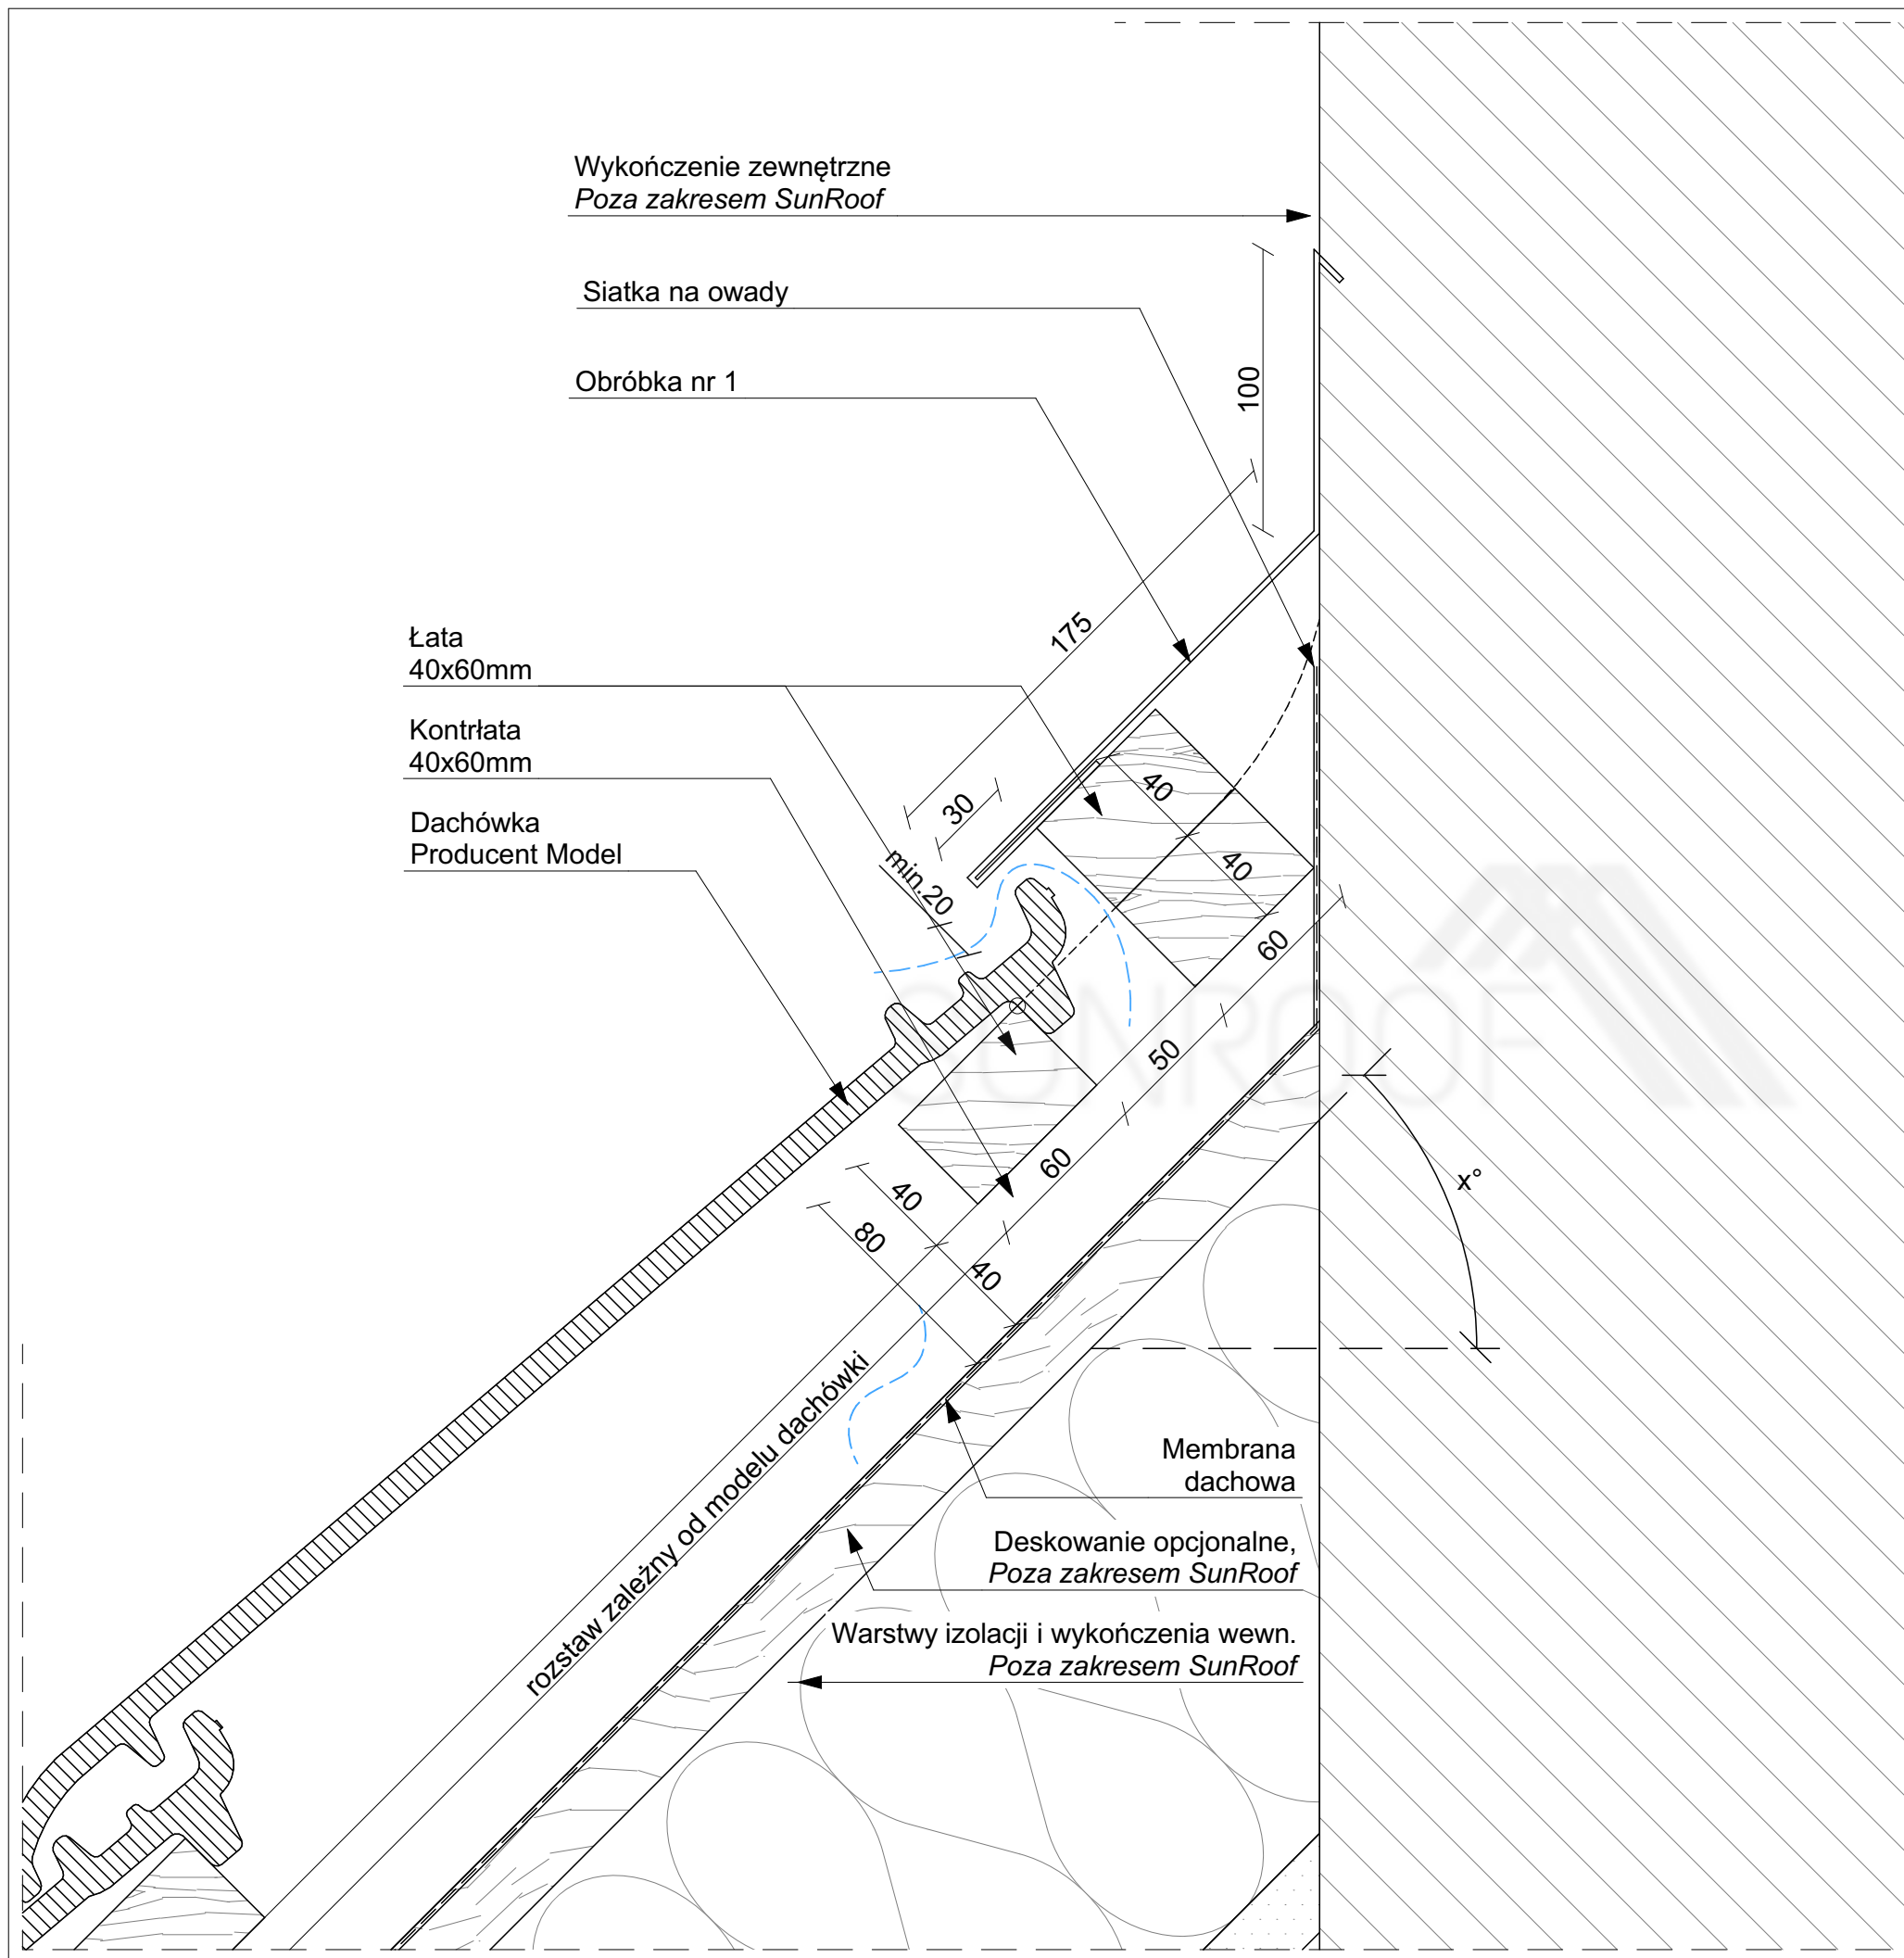 Wykończenie zewnętrzne
Poza zakresem SunRoof
Siatka na owady
Obróbka nr 1
100
175
Łata
40x60mm
Kontrłata
40x60mm
Dachówka
Producent Model
30
min.20
40
40
60
50
60
40
80
40
x°
SUNROOF
rozstaw zależny od modelu dachówki
Membrana
dachowa
Deskowanie opcjonalne,
Poza zakresem SunRoof
Warstwy izolacji i wykończenia wewn.
Poza zakresem SunRoof